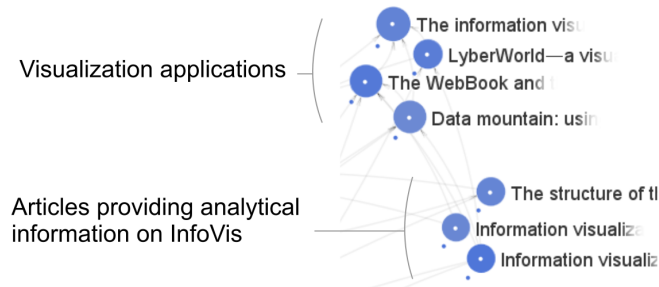 The information visu
LyberWorld—a visu
Visualization applications
The WebBook and
Data mountain: usin
Articles providing analytical
information on InfoVis
The structure of
Information visualiza
Information visualiz